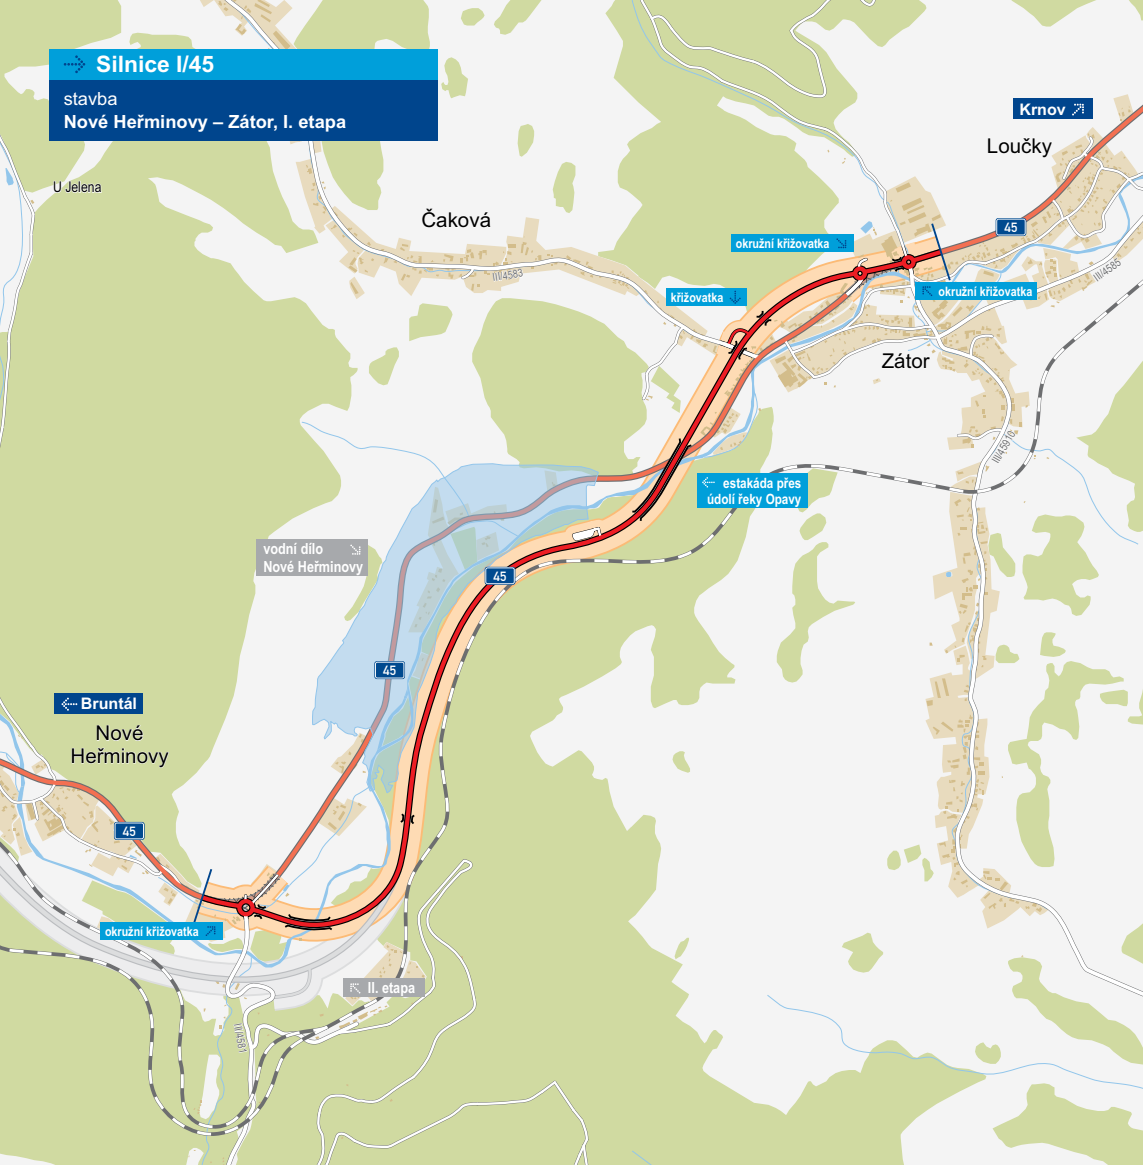 Silnice I/45
stavba
Nové Heřminovy – Zátor, I. etapa
Krnov
Loučky
U Jelena
Čaková
45
okružní křižovatka
III/4583
III/4585
okružní křižovatka
křižovatka
Zátor
III/45910
estakáda přes
údolí řeky Opavy
vodní dílo
Nové Heřminovy
45
45
Bruntál
Nové
Heřminovy
45
okružní křižovatka
II. etapa
III/4581